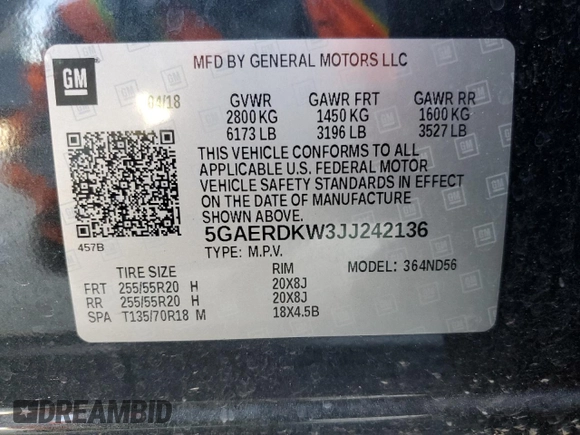 GM
MFD BY GENERAL MOTORS LLC
04/18 GVWR GAWR FRT GAWR RR
2800 KG 1450 KG 1600 KG
6173 LB 3196 LB 3527 LB
THIS VEHICLE CONFORMS TO ALL
APPLICABLE U.S. FEDERAL MOTOR
VEHICLE SAFETY STANDARDS IN EFFECT
ON THE DATE OF MANUFACTURE
5GAERDKW3JJ242136
457B TYPE: M.P.V.
TIRE SIZE RIM MODEL: 364ND56
FRT 255/55R20 H 20X8J
RR 255/55R20 H 20X8J
SPA T135/70R18 M 18X4.5B
DREAMBID